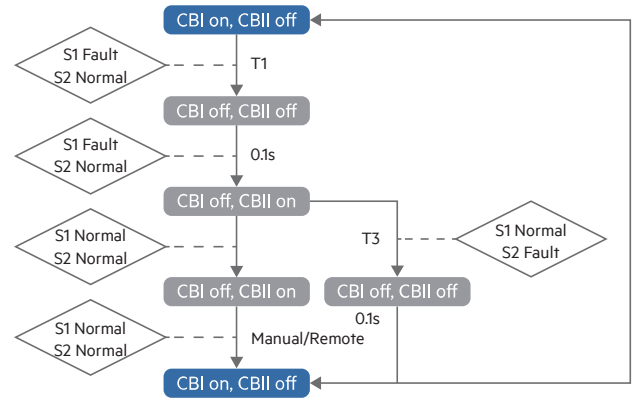 CBI on, CBII off
S1 Fault
S2 Normal
T1
CBI off, CBII off
S1 Fault
S2 Normal
0.1s
CBI off, CBII on
S1 Normal
S2 Normal
T3
S1 Normal
S2 Fault
CBI off, CBII on
CBI off, CBII off
S1 Normal
S2 Normal
Manual/Remote
0.1s
CBI on, CBII off